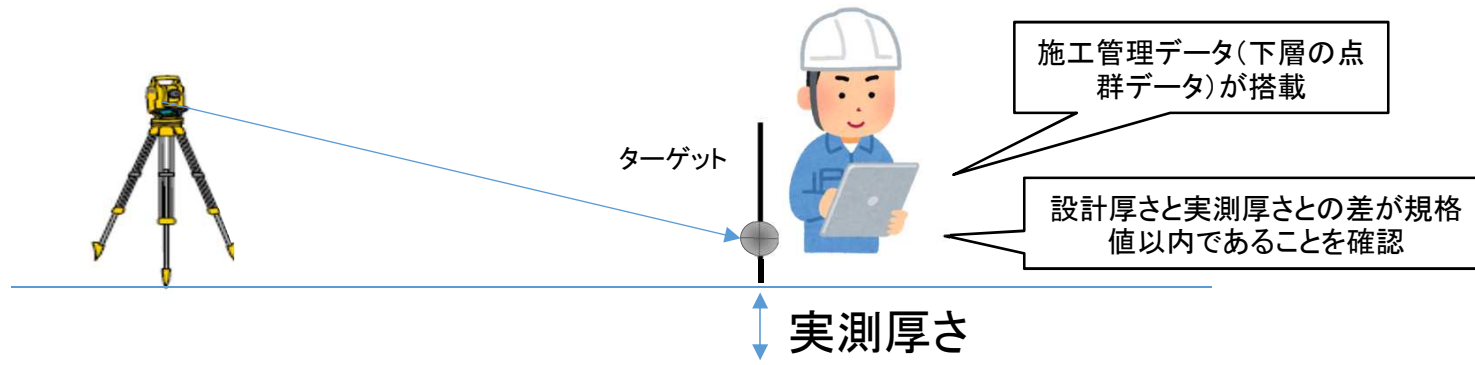 施工管理データ(下層の点
群データ)が搭載
ターゲット
設計厚さと実測厚さとの差が規格
値以内であることを確認
実測厚さ